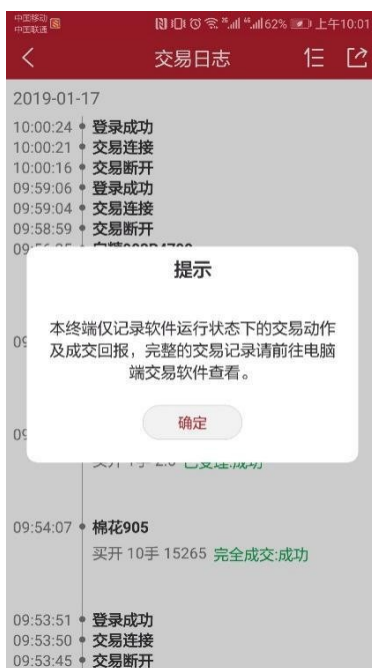 中国移动
中国联通
62% 上午10:01
交易日志
2019-01-17
10:00:24 登录成功
10:00:21 交易连接
10:00:16 交易断开
09:59:06 登录成功
09:59:04 交易连接
09:58:59 交易断开
提示
本终端仅记录软件运行状态下的交易动作
及成交回报，完整的交易记录请前往电脑
端交易软件查看。
确定
09:54:07 棉花905
买开 10手 15265 完全成交:成功
09:53:51 登录成功
09:53:50 交易连接
09:53:45 交易断开